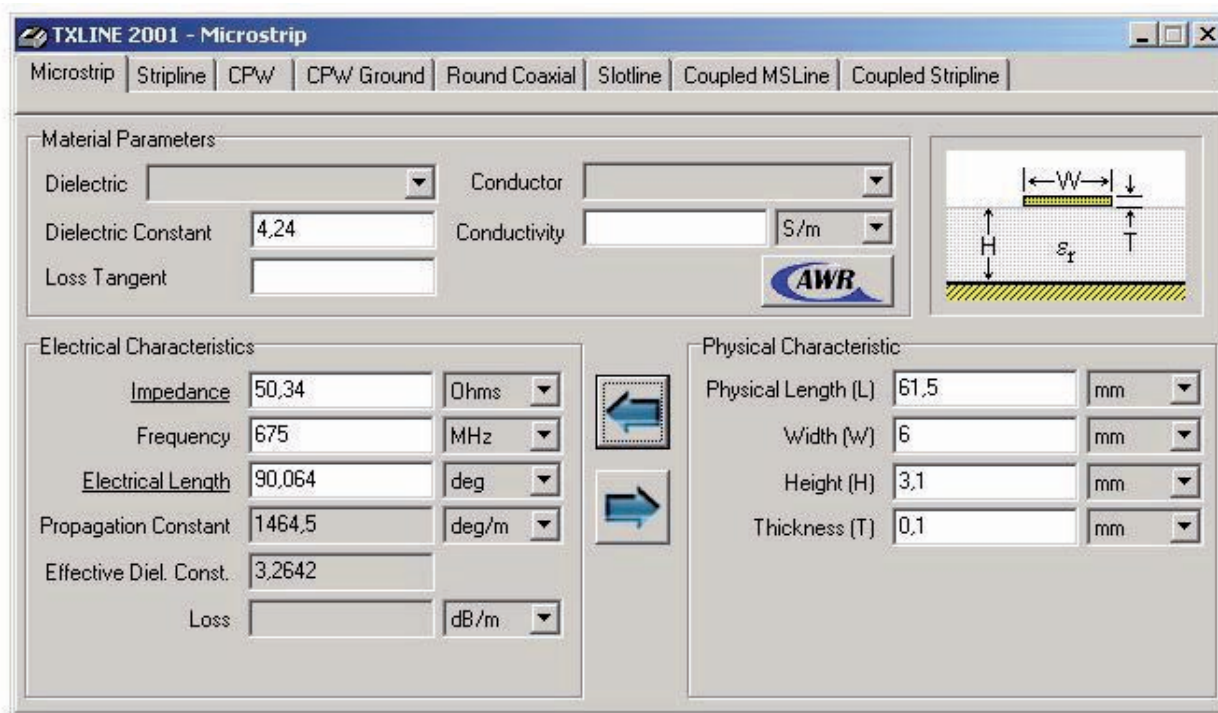 TXLINE 2001 - Microstrip
Microstrip Stripline CPW CPW Ground Round Coaxial Slotline Coupled MSLine Coupled Stripline
Material Parameters
Dielectric
Conductor
Dielectric Constant 4,24
Conductivity S/m
Loss Tangent
AWR
W
H
εr
T
Electrical Characteristics
Impedance 50,34 Ohms
Frequency 675 MHz
Electrical Length 90,064 deg
Propagation Constant 1464,5 deg/m
Effective Diel. Const. 3,2642
Loss dB/m
Physical Characteristic
Physical Length (L) 61,5 mm
Width (W) 6 mm
Height (H) 3,1 mm
Thickness (T) 0,1 mm